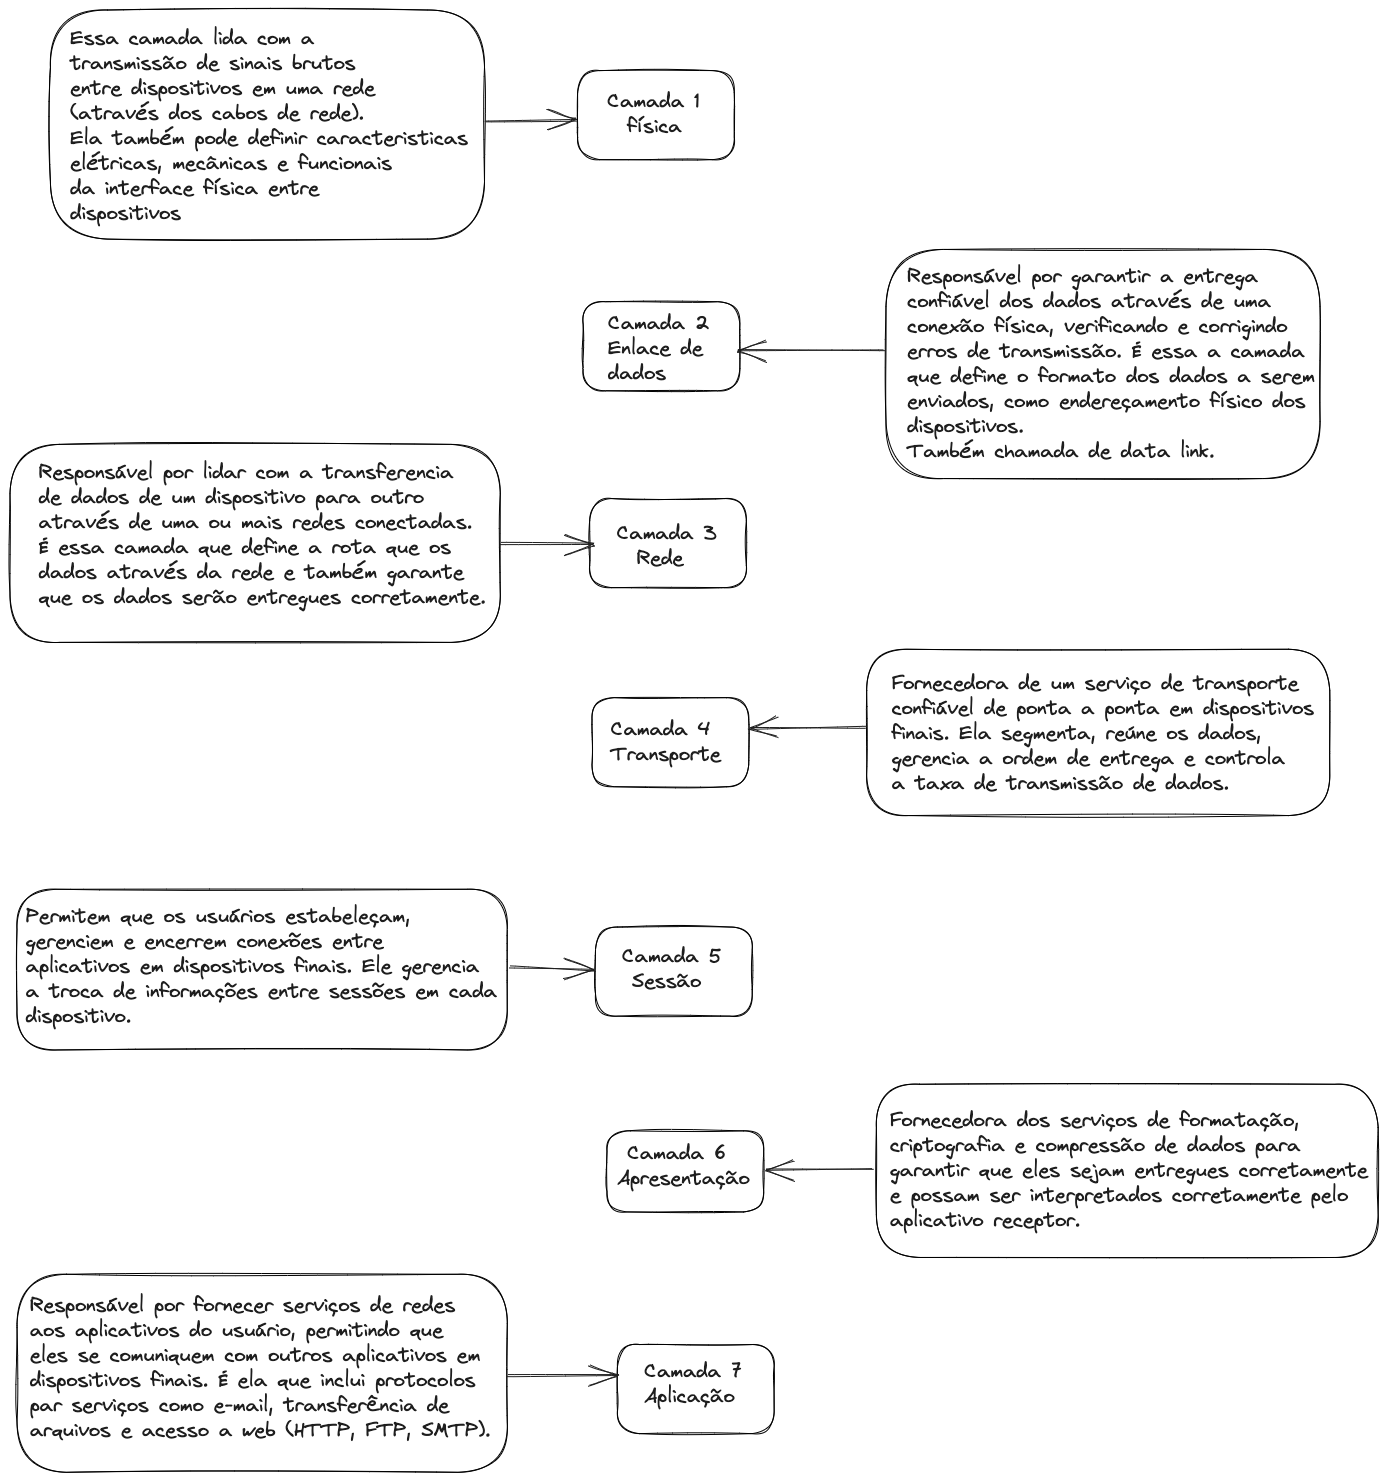 Essa camada lida com a
transmissão de sinais brutos
entre dispositivos em uma rede
(através dos cabos de rede).
Ela também pode definir caracteristicas
elétricas, mecânicas e funcionais
da interface física entre
dispositivos
Camada 1
física
Camada 2
Enlace de
dados
Responsável por garantir a entrega
confiável dos dados através de uma
conexão física, verificando e corrigindo
erros de transmissão. É essa a camada
que define o formato dos dados a serem
enviados, como endereçamento físico dos
dispositivos.
Também chamada de data link.
Responsável por lidar com a transferencia
de dados de um dispositivo para outro
através de uma ou mais redes conectadas.
É essa camada que define a rota que os
dados através da rede e também garante
que os dados serão entregues corretamente.
Camada 3
Rede
Camada 4
Transporte
Fornecedora de um serviço de transporte
confiável de ponta a ponta em dispositivos
finais. Ela segmenta, reúne os dados,
gerencia a ordem de entrega e controla
a taxa de transmissão de dados.
Permitem que os usuários estabeleçam,
gerenciem e encerrem conexões entre
aplicativos em dispositivos finais. Ele gerencia
a troca de informações entre sessões em cada
dispositivo.
Camada 5
Sessão
Camada 6
Apresentação
Fornecedora dos serviços de formatação,
criptografia e compressão de dados para
garantir que eles sejam entregues corretamente
e possam ser interpretados corretamente pelo
aplicativo receptor.
Responsável por fornecer serviços de redes
aos aplicativos do usuário, permitindo que
eles se comuniquem com outros aplicativos em
dispositivos finais. É ela que inclui protocolos
par serviços como e-mail, transferência de
arquivos e acesso a web (HTTP, FTP, SMTP).
Camada 7
Aplicação